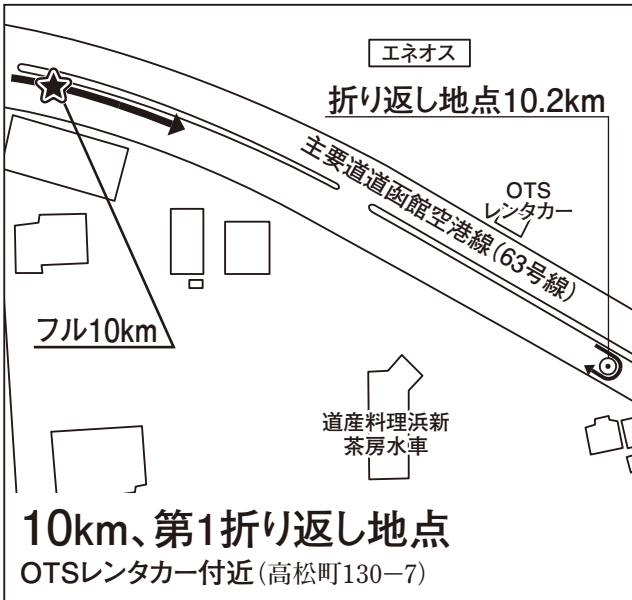 エネオス
折り返し地点10.2km
主要道道函館空港線(63号線)
OTS
レンタカー
フル10km
道産料理浜新
茶房水車
10km、第1折り返し地点
OTSレンタカー付近(高松町130−7)